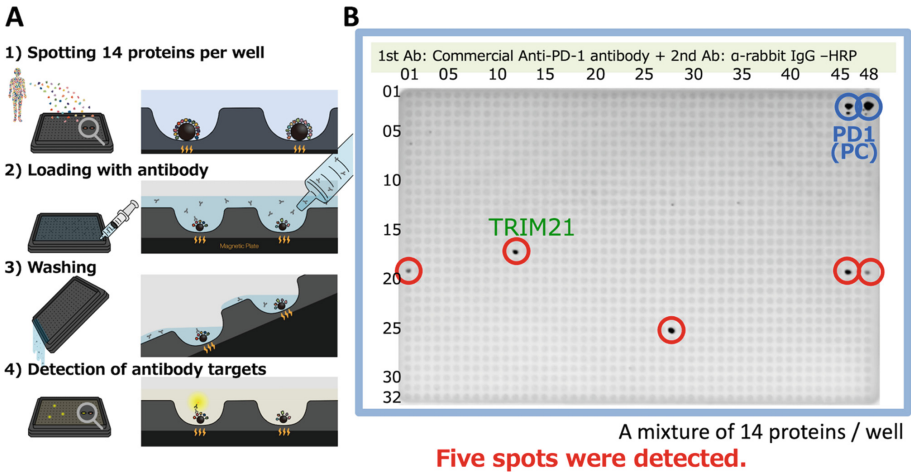 A
1) Spotting 14 proteins per well
2) Loading with antibody
Magnetic Plate
3) Washing
4) Detection of antibody targets
B
1st Ab: Commercial Anti-PD-1 antibody + 2nd Ab: α-rabbit IgG –HRP
01 05 10 15 20 25 30 35 40 45 48
01
05
10
15
20
25
30
32
PD1
(PC)
TRIM21
A mixture of 14 proteins / well
Five spots were detected.